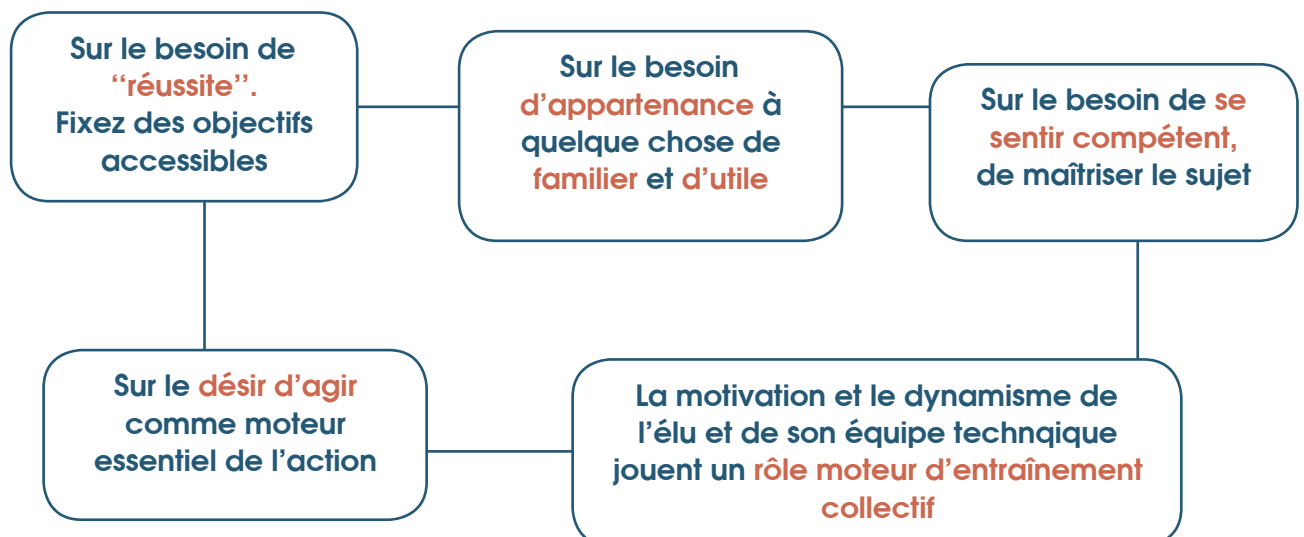 Sur le besoin de
‘‘réussite’’.
Fixez des objectifs
accessibles
Sur le besoin
d’appartenance à
quelque chose de
familier et d’utile
Sur le besoin de se
sentir compétent,
de maîtriser le sujet
Sur le désir d’agir
comme moteur
essentiel de l’action
La motivation et le dynamisme de
l’élu et de son équipe technqique
jouent un rôle moteur d’entraînement
collectif